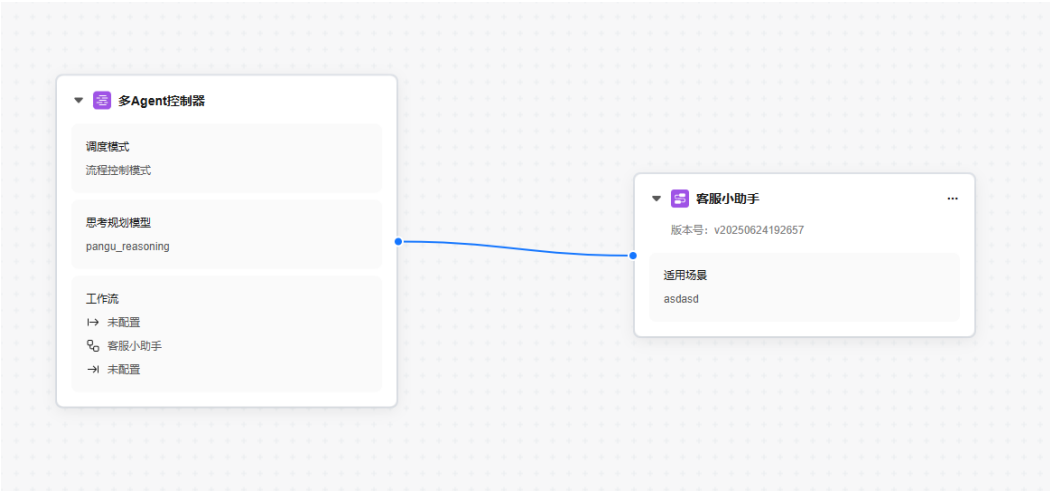 多Agent控制器
调度模式
流程控制模式
思考规划模型
pangu_reasoning
工作流
未配置
客服小助手
未配置
客服小助手
版本号：v20250624192657
适用场景
asdasd